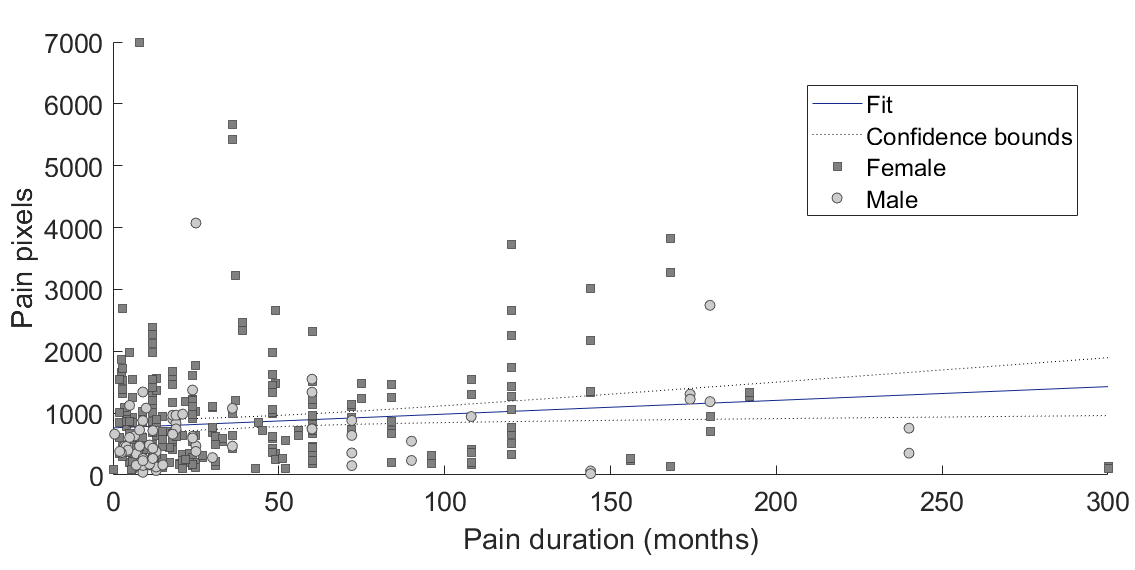 7000
6000
5000
4000
3000
2000
1000
0
Pain pixels
Fit
Confidence bounds
Female
Male
0 50 100 150 200 250 300
Pain duration (months)